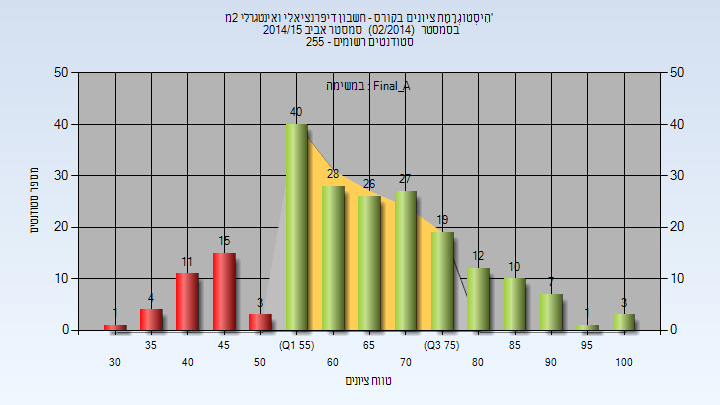 'הִיסְטוֹגְרָמַת ציונים בקורס - חשבון דיפרנציאלי ואינטגרלי 2מ
בסמסטר (02/2014) סמסטר אביב 2014/15
סטודנטים רשומים - 255
במשימה : Final_A
מספר סטודנטים
50 50
40 40
30 30
20 20
10 10
0 0
1 4 11 15 3 40 28 26 27 19 12 10 7 1 3
35 45 (Q1 55) 65 (Q3 75) 85 95
30 40 50 60 70 80 90 100
טווח ציונים